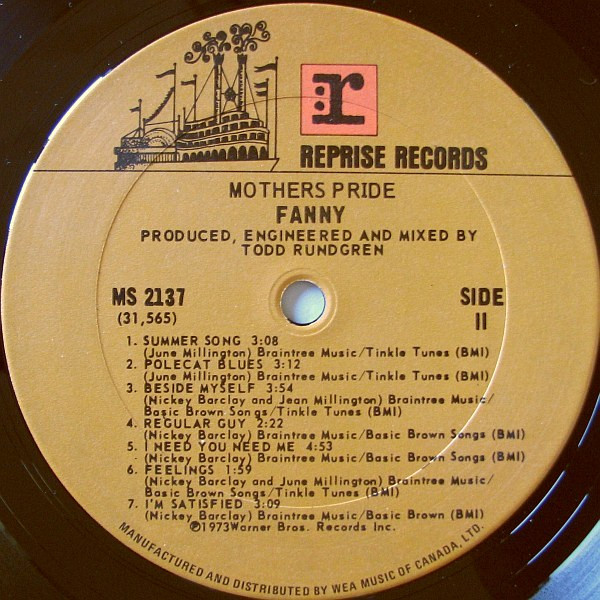 r
REPRISE RECORDS
MOTHERS PRIDE
FANNY
PRODUCED, ENGINEERED AND MIXED BY
TODD RUNDGREN
MS 2137
(31,565)
SIDE
II
1. SUMMER SONG 3:08
(June Millington) Braintree Music/Tinkle Tunes (BMI)
2. POLECAT BLUES 3:12
(June Millington) Braintree Music/Tinkle Tunes (BMI)
3. BESIDE MYSELF 3:54
(Nickey Barclay and Jean Millington) Braintree Music/
Basic Brown Songs/Tinkle Tunes (BMI)
4. REGULAR GUY 2:22
(Nickey Barclay) Braintree Music/Basic Brown Songs (BMI)
5. I NEED YOU NEED ME 4:53
(Nickey Barclay) Braintree Music/Basic Brown Songs (BMI)
6. FEELINGS 1:59
(Nickey Barclay and June Millington) Braintree Music/
Basic Brown Songs/Tinkle Tunes (BMI)
7. I'M SATISFIED 3:09
(Nickey Barclay) Braintree Music/Basic Brown (BMI)
℗1973 Warner Bros. Records Inc.
MANUFACTURED AND DISTRIBUTED BY WEA MUSIC OF CANADA, LTD.